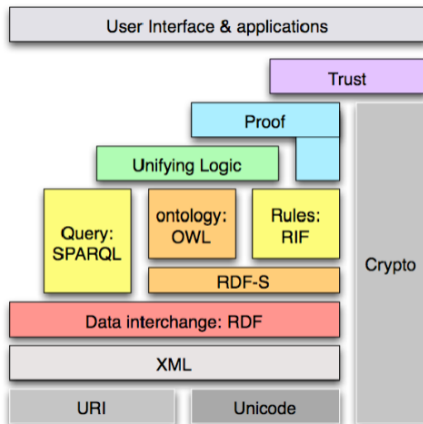 User Interface & applications
Trust
Proof
Unifying Logic
Query:
SPARQL
ontology:
OWL
Rules:
RIF
Crypto
RDF-S
Data interchange: RDF
XML
URI
Unicode